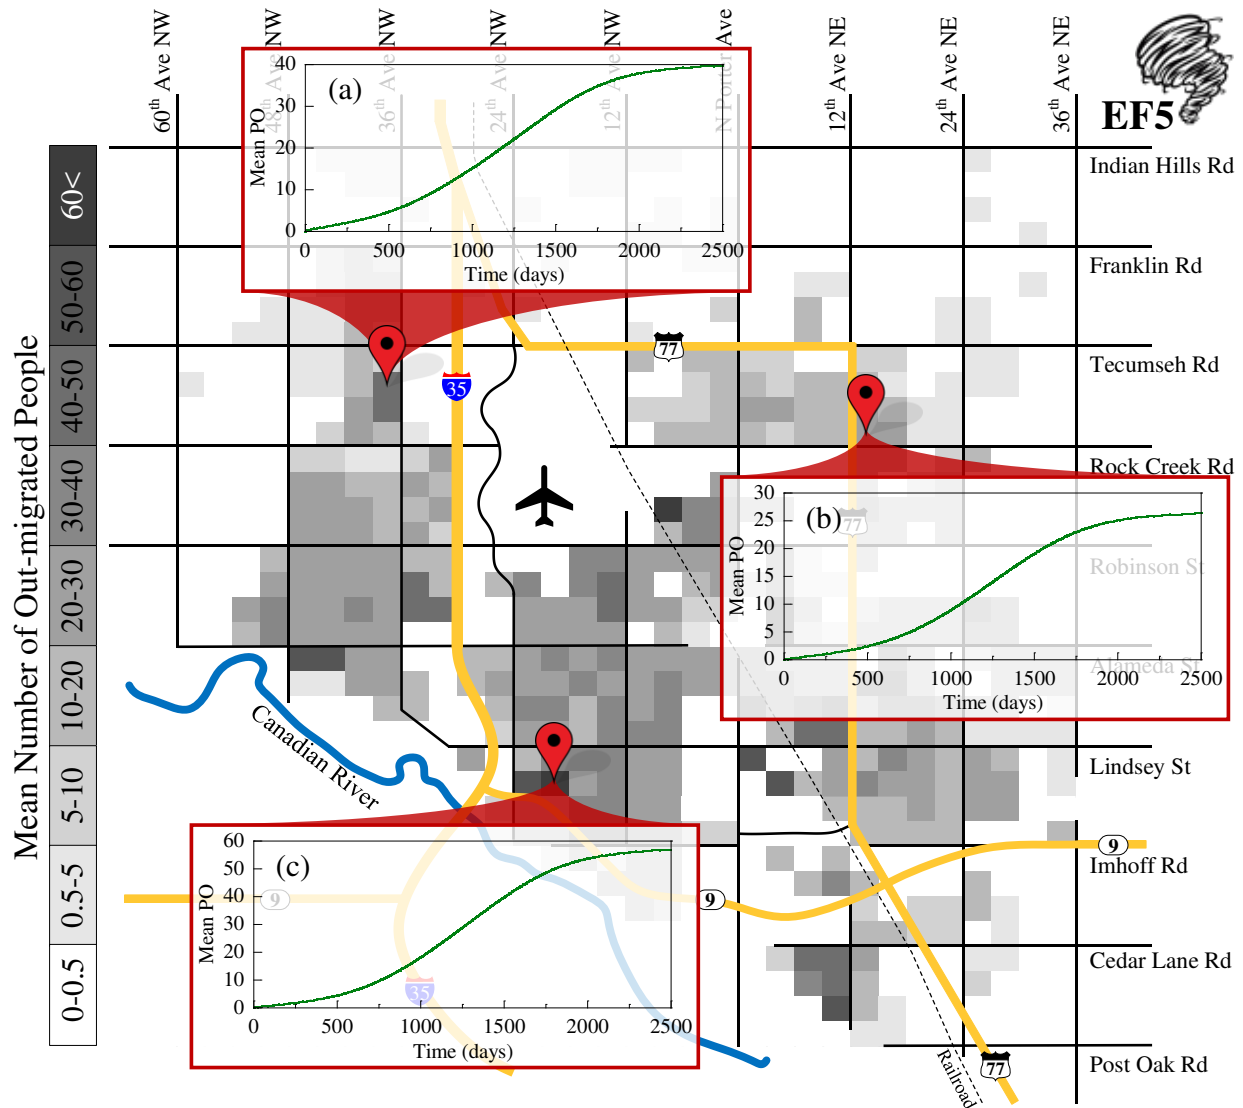 60th Ave NW
48th Ave NW
36th Ave NW
24th Ave NW
12th Ave NW
N Porter Ave
12th Ave NE
24th Ave NE
36th Ave NE
EF5
Mean Number of Out-migrated People
60<
50-60
40-50
30-40
20-30
10-20
5-10
0.5-5
0-0.5
Indian Hills Rd
Franklin Rd
Tecumseh Rd
Rock Creek Rd
Robinson St
Alameda St
Lindsey St
Imhoff Rd
Cedar Lane Rd
Post Oak Rd
(a)
Mean PO
40
30
20
10
0
0 500 1000 1500 2000 2500
Time (days)
77
35
(b)
77
Mean PO
30
25
20
15
10
5
0
0 500 1000 1500 2000 2500
Time (days)
Canadian River
(c)
Mean PO
60
50
40
30
20
10
0
0 500 1000 1500 2000 2500
Time (days)
9
35
9
9
Railroad
77